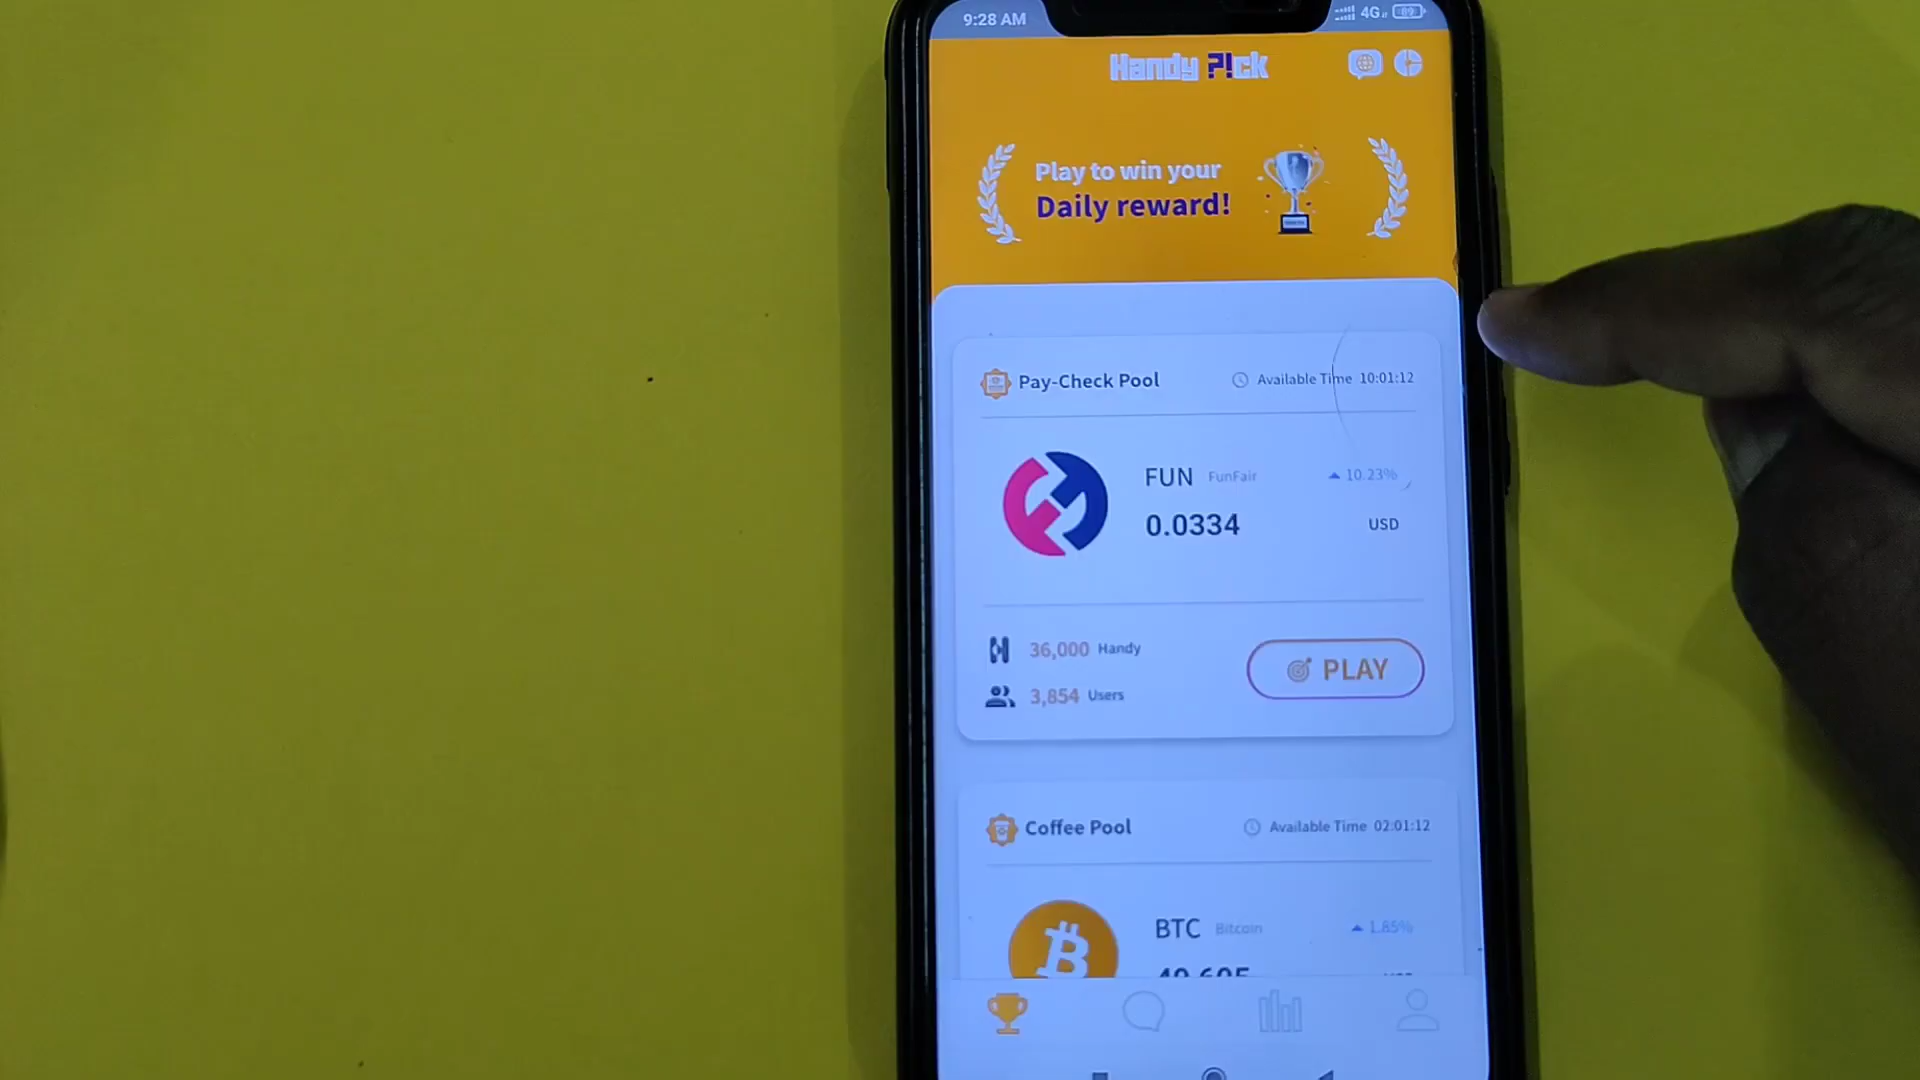 9:28 AM
4G
89
Handy ?!ck
Play to win your
Daily reward!
Pay-Check Pool
Available Time 10:01:12
FUN FunFair
10.23%
0.0334
USD
36,000 Handy
3,854 Users
PLAY
Coffee Pool
Available Time 02:01:12
BTC Bitcoin
1.85%